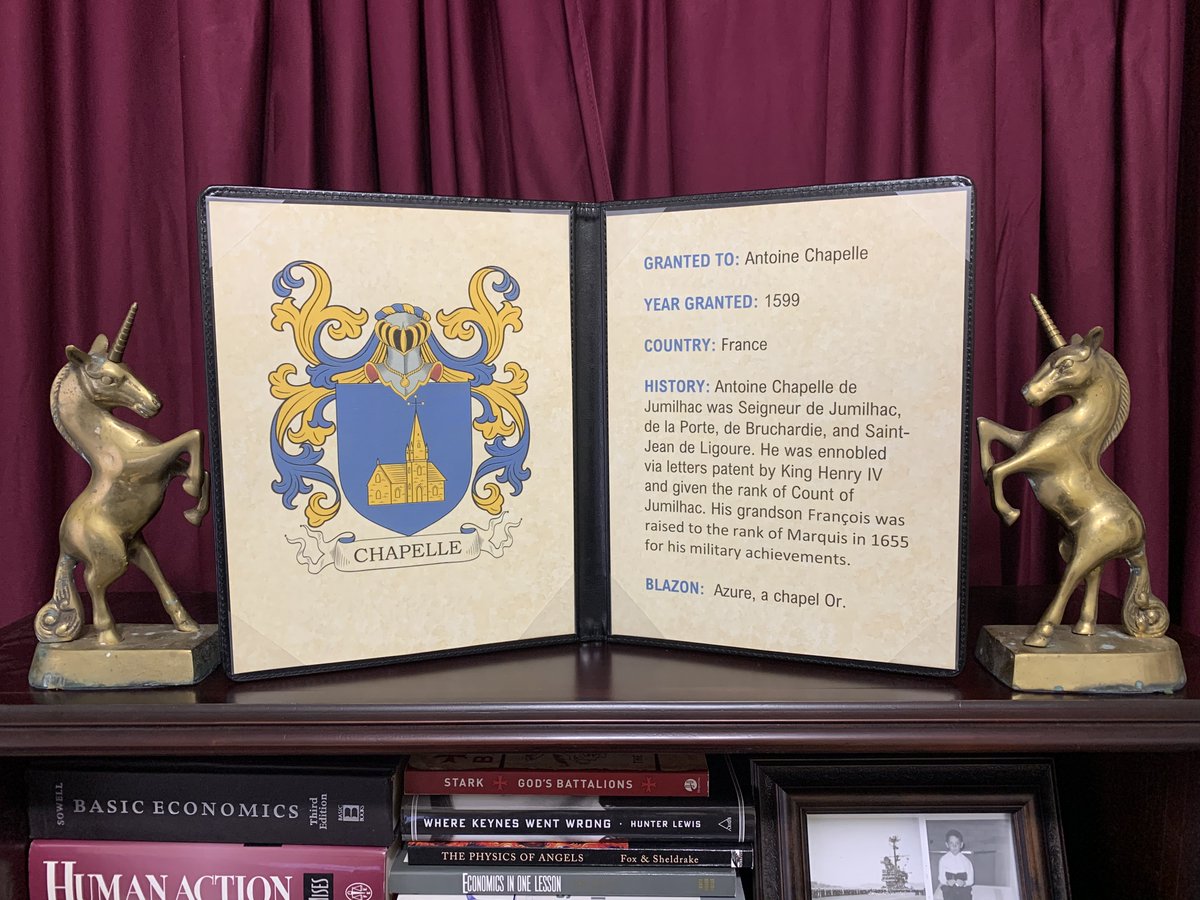 CHAPELLE
GRANTED TO: Antoine Chapelle
YEAR GRANTED: 1599
COUNTRY: France
HISTORY: Antoine Chapelle de
Jumilhac was Seigneur de Jumilhac,
de la Porte, de Bruchardie, and Saint-
Jean de Ligoure. He was ennobled
via letters patent by King Henry IV
and given the rank of Count of
Jumilhac. His grandson François was
raised to the rank of Marquis in 1655
for his military achievements.
BLAZON: Azure, a chapel Or.
SOWELL BASIC ECONOMICS Third Edition BASIC BOOKS
HUMAN ACTION
STARK GOD'S BATTALIONS
WHERE KEYNES WENT WRONG · HUNTER LEWIS
THE PHYSICS OF ANGELS Fox & Sheldrake
ECONOMICS IN ONE LESSON